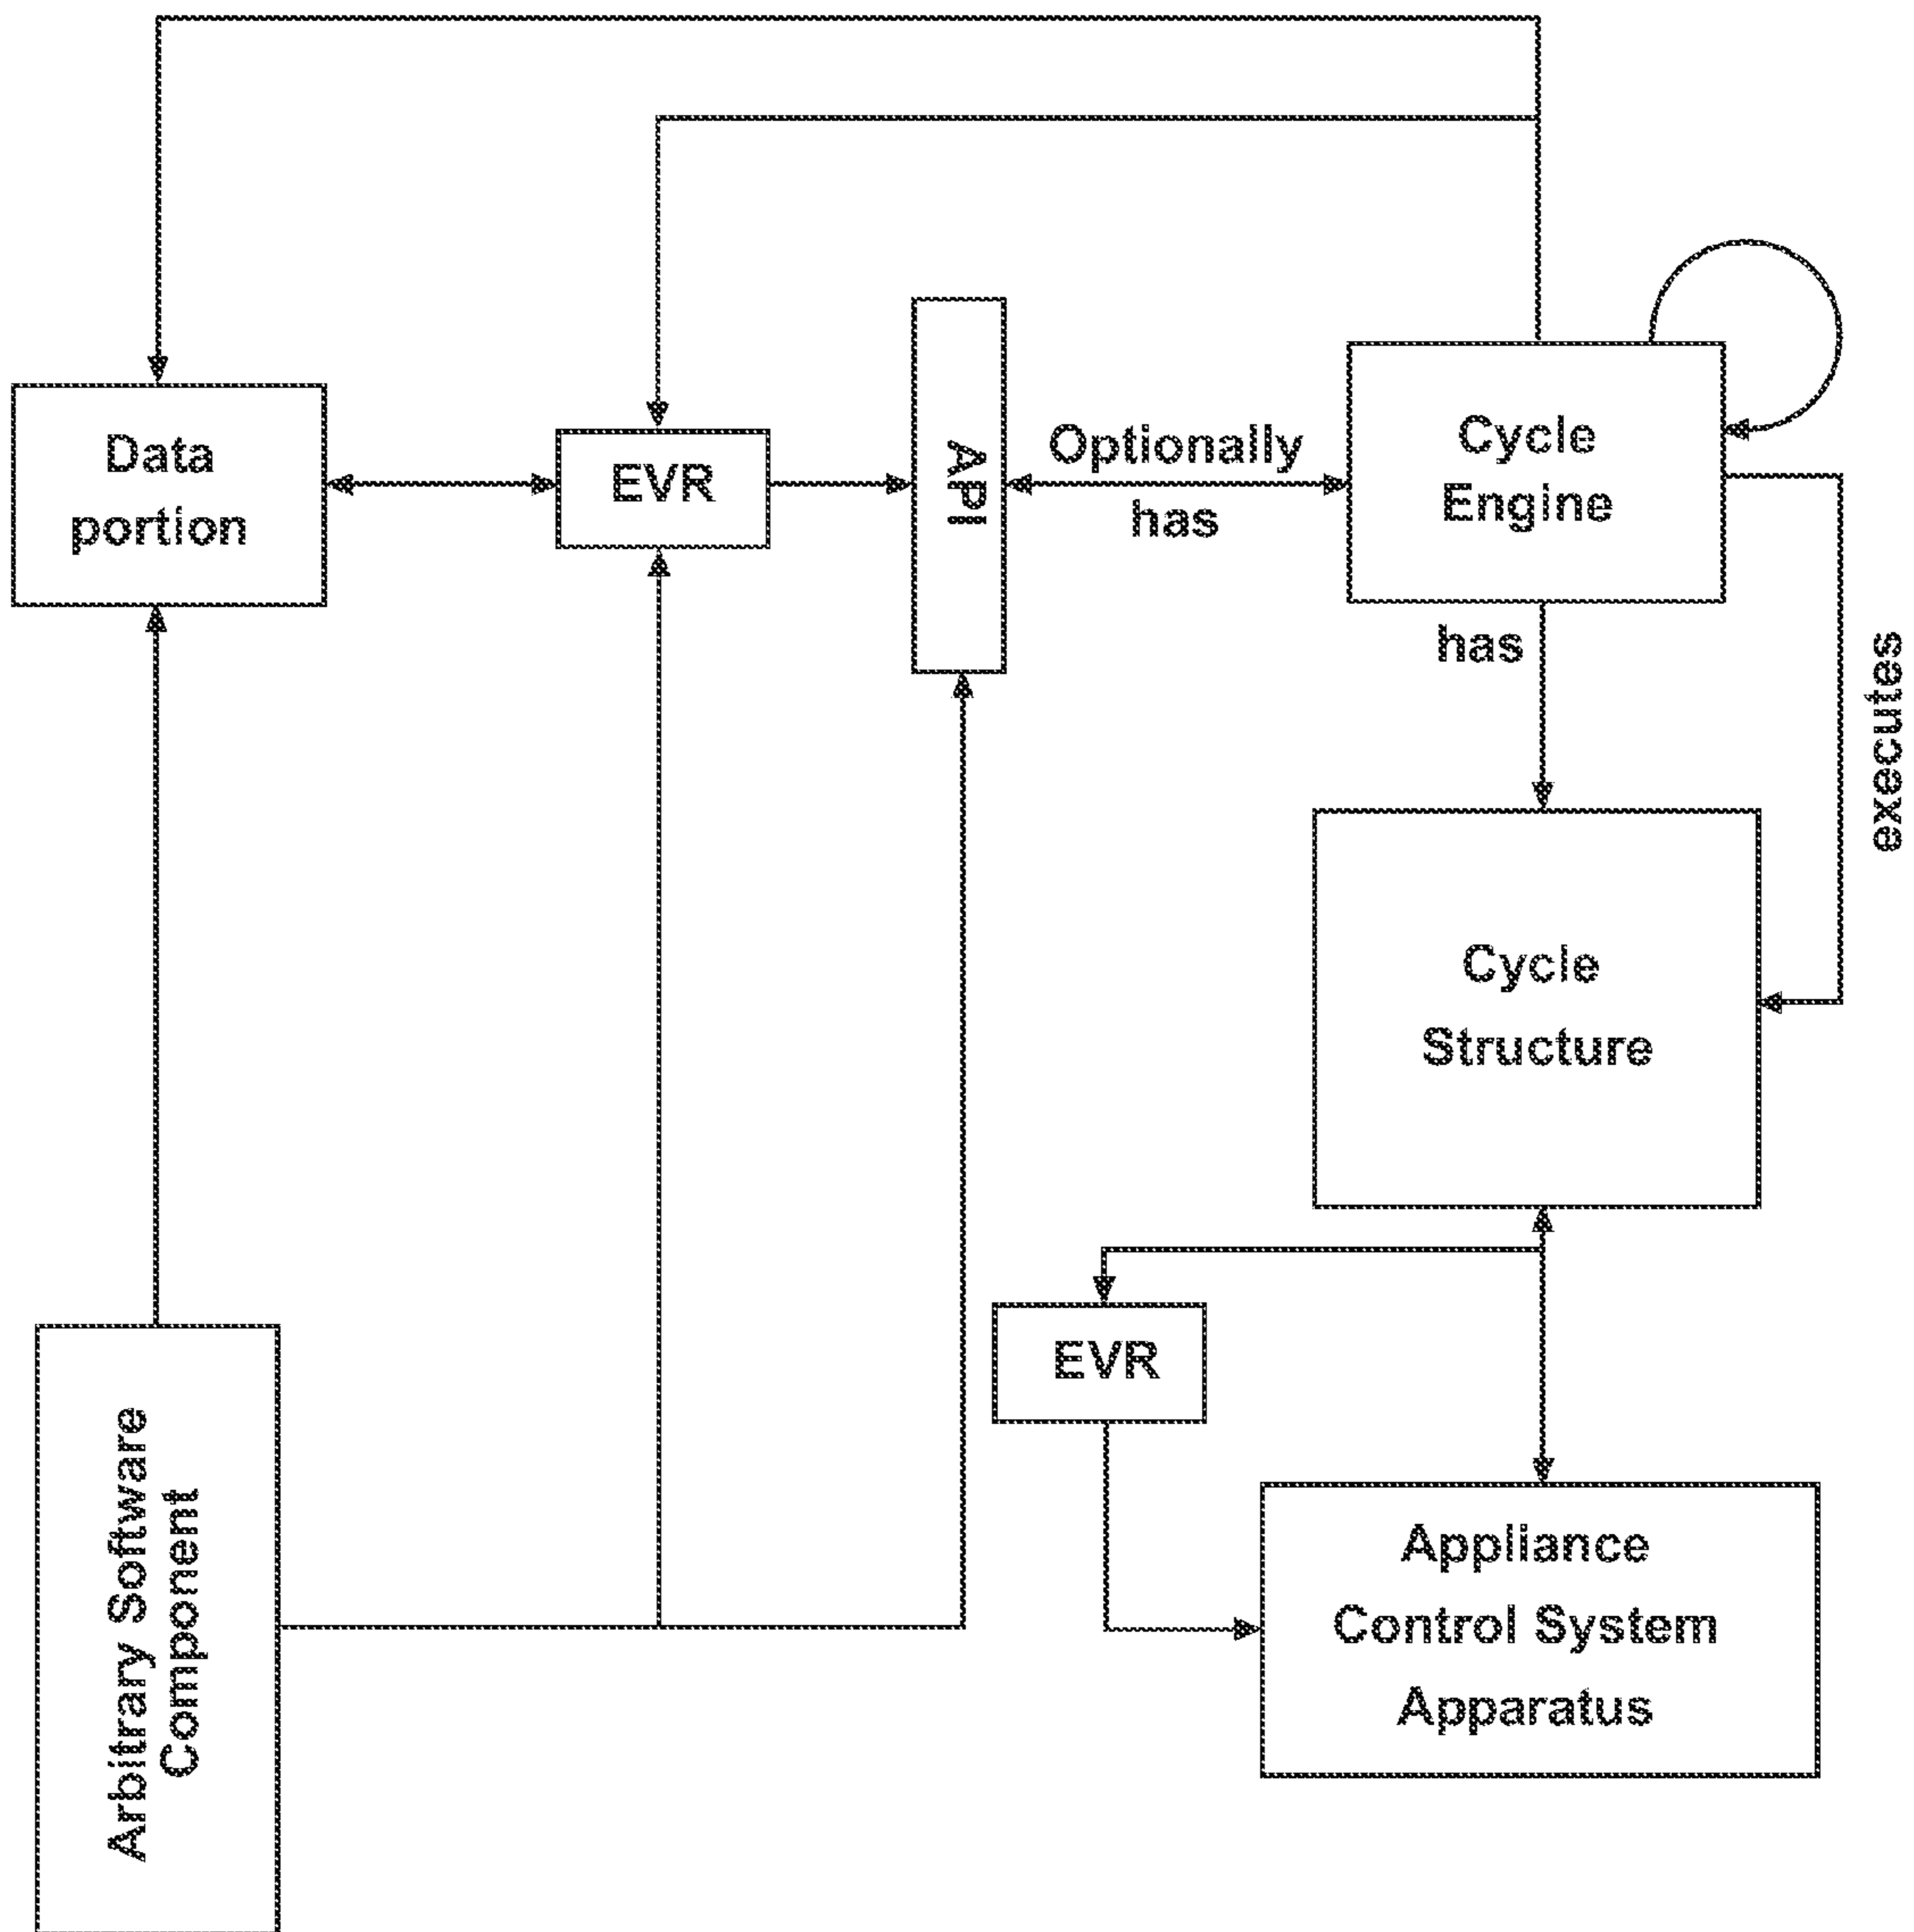 Data
portion
EVR
API
Optionally
has
Cycle
Engine
has
executes
Cycle
Structure
EVR
Arbitrary Software
Component
Appliance
Control System
Apparatus